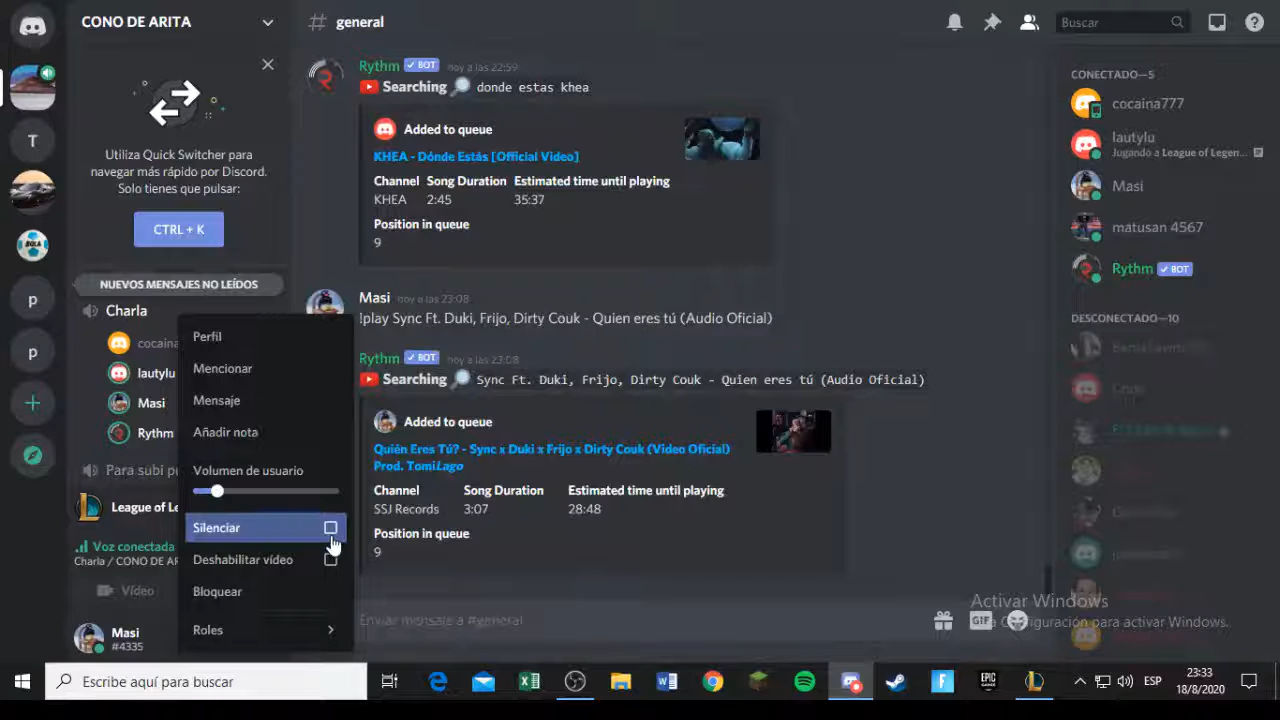 CONO DE ARITA
# general
Buscar
Utiliza Quick Switcher para
navegar más rápido por Discord.
Solo tienes que pulsar:
CTRL + K
NUEVOS MENSAJES NO LEÍDOS
Charla
cocaina
lautylu
Masi
Rythm
Para subi p
League of Le
Voz conectada
Charla / CONO DE AR
Vídeo
Masi
#4335
T
BOLA
p
p
Perfil
Mencionar
Mensaje
Añadir nota
Volumen de usuario
Silenciar
Deshabilitar vídeo
Bloquear
Roles
Rythm BOT hoy a las 22:59
Searching donde estas khea
Added to queue
KHEA - Dónde Estás [Official Video]
Channel Song Duration Estimated time until playing
KHEA 2:45 35:37
Position in queue
9
Masi hoy a las 23:08
!play Sync Ft. Duki, Frijo, Dirty Couk - Quien eres tú (Audio Oficial)
Rythm BOT hoy a las 23:08
Searching Sync Ft. Duki, Frijo, Dirty Couk - Quien eres tú (Audio Oficial)
Added to queue
Quién Eres Tú? - Sync x Duki x Frijo x Dirty Couk (Video Oficial)
Prod. TomiLago
Channel Song Duration Estimated time until playing
SSJ Records 3:07 28:48
Position in queue
9
Enviar mensaje a #general
GIF
CONECTADO—5
cocaina777
lautylu
Jugando a League of Legen...
Masi
matusan 4567
Rythm BOT
DESCONECTADO—10
Activar Windows
Configuración para activar Windows.
Escribe aquí para buscar
EPIC
GAMES
ESP
23:33
18/8/2020